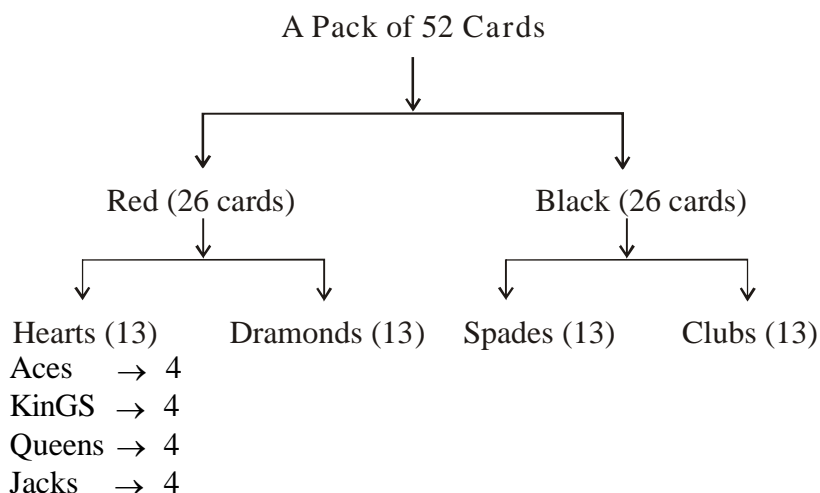 A Pack of 52 Cards
Red (26 cards) Black (26 cards)
Hearts (13) Dramonds (13) Spades (13) Clubs (13)
Aces → 4
KinGS → 4
Queens → 4
Jacks → 4